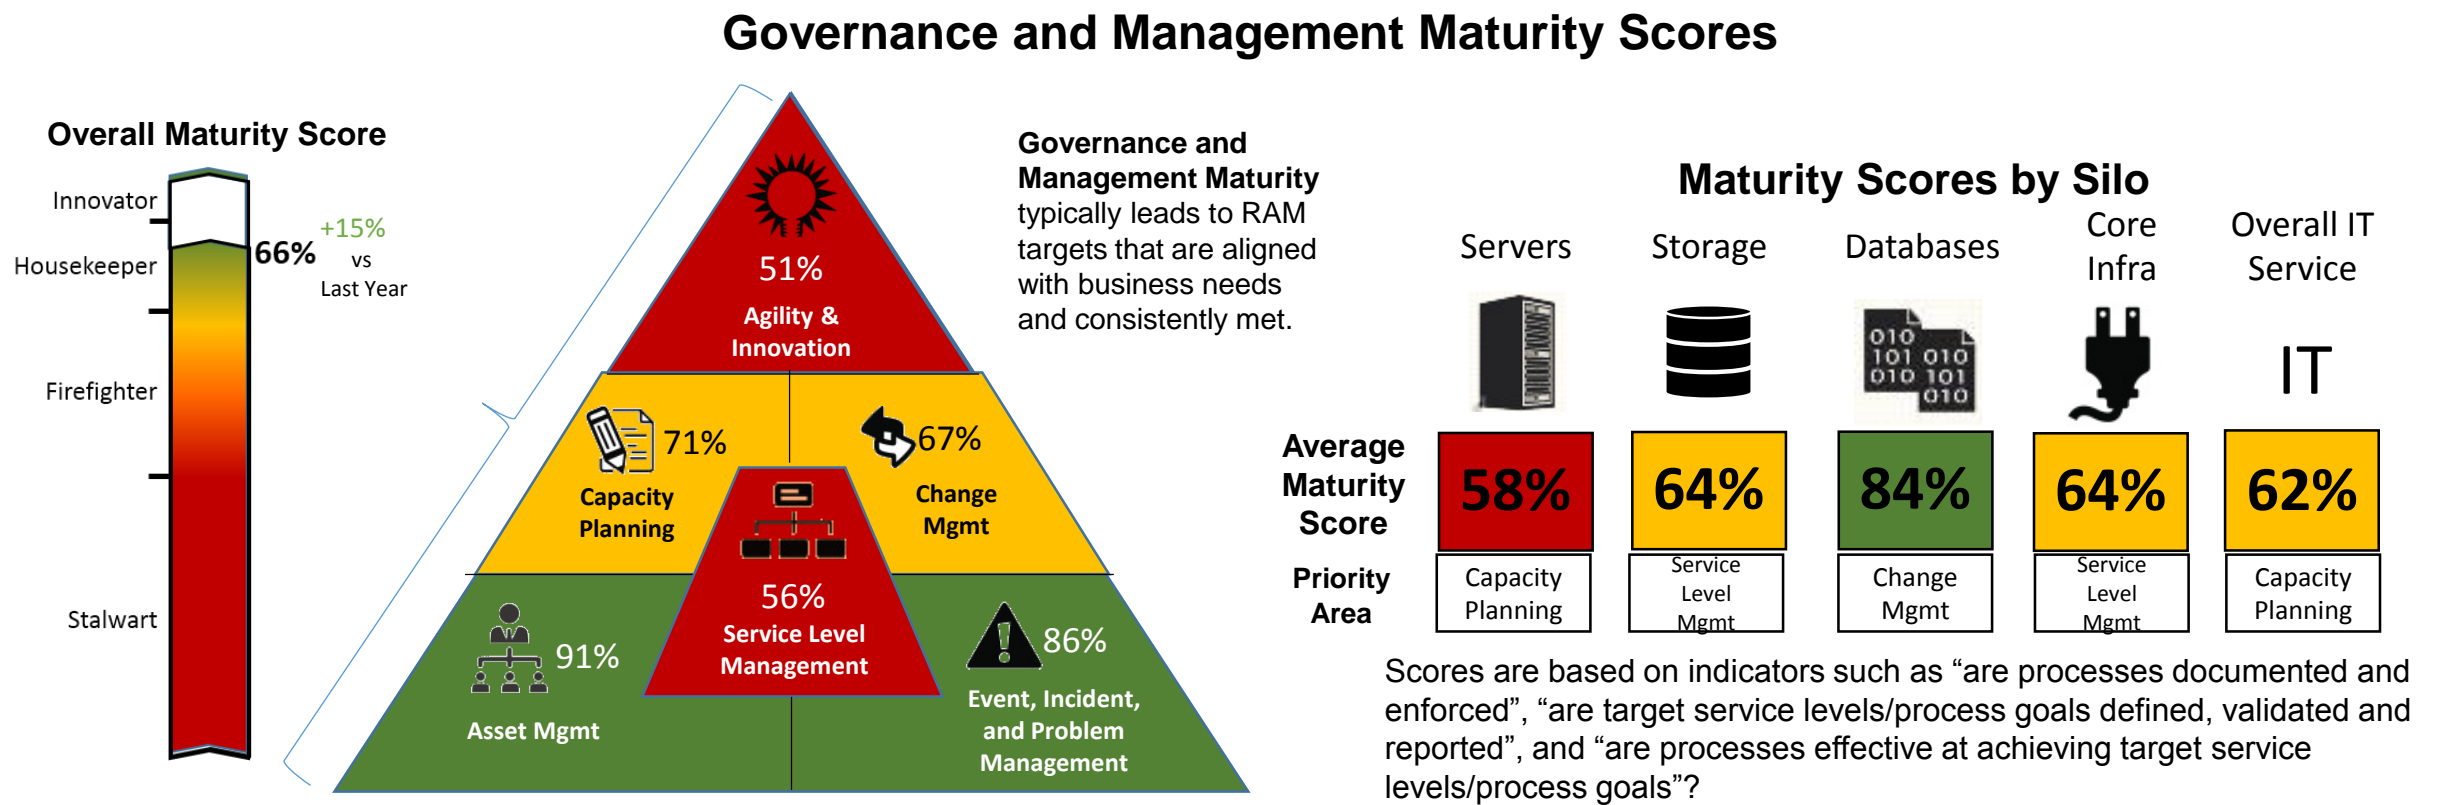 Governance and Management Maturity Scores
Overall Maturity Score
Innovator
Housekeeper
Firefighter
Stalwart
66%
+15%
vs
Last Year
51%
Agility &
Innovation
71%
Capacity
Planning
67%
Change
Mgmt
56%
Service Level
Management
91%
Asset Mgmt
86%
Event, Incident,
and Problem
Management
Governance and
Management Maturity
typically leads to RAM
targets that are aligned
with business needs
and consistently met.
Maturity Scores by Silo
Servers
Storage
Databases
Core
Infra
Overall IT
Service
010
101 010
010 101
010
IT
Average
Maturity
Score
58%
64%
84%
64%
62%
Priority
Area
Capacity
Planning
Service
Level
Mgmt
Change
Mgmt
Service
Level
Mgmt
Capacity
Planning
Scores are based on indicators such as “are processes documented and
enforced”, “are target service levels/process goals defined, validated and
reported”, and “are processes effective at achieving target service
levels/process goals”?